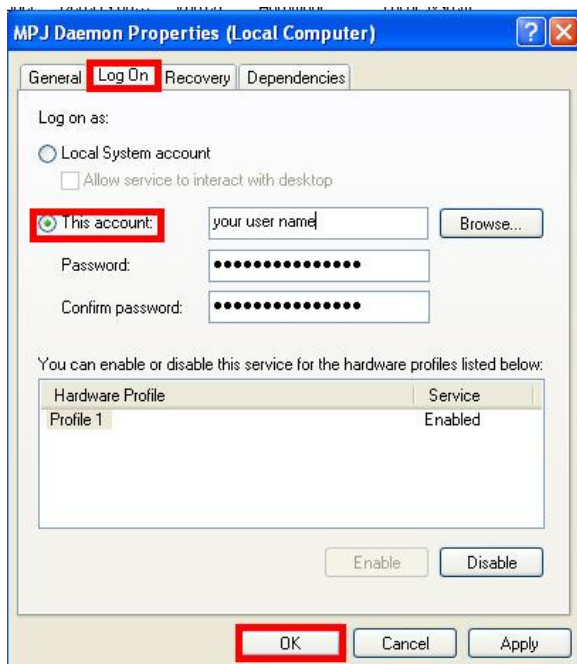 MPJ Daemon Properties (Local Computer)
General Log On Recovery Dependencies
Log on as:
Local System account
Allow service to interact with desktop
This account: your user name Browse...
Password: •••••••••••••••
Confirm password: •••••••••••••••
You can enable or disable this service for the hardware profiles listed below:
Hardware Profile Service
Profile 1 Enabled
Enable Disable
OK Cancel Apply